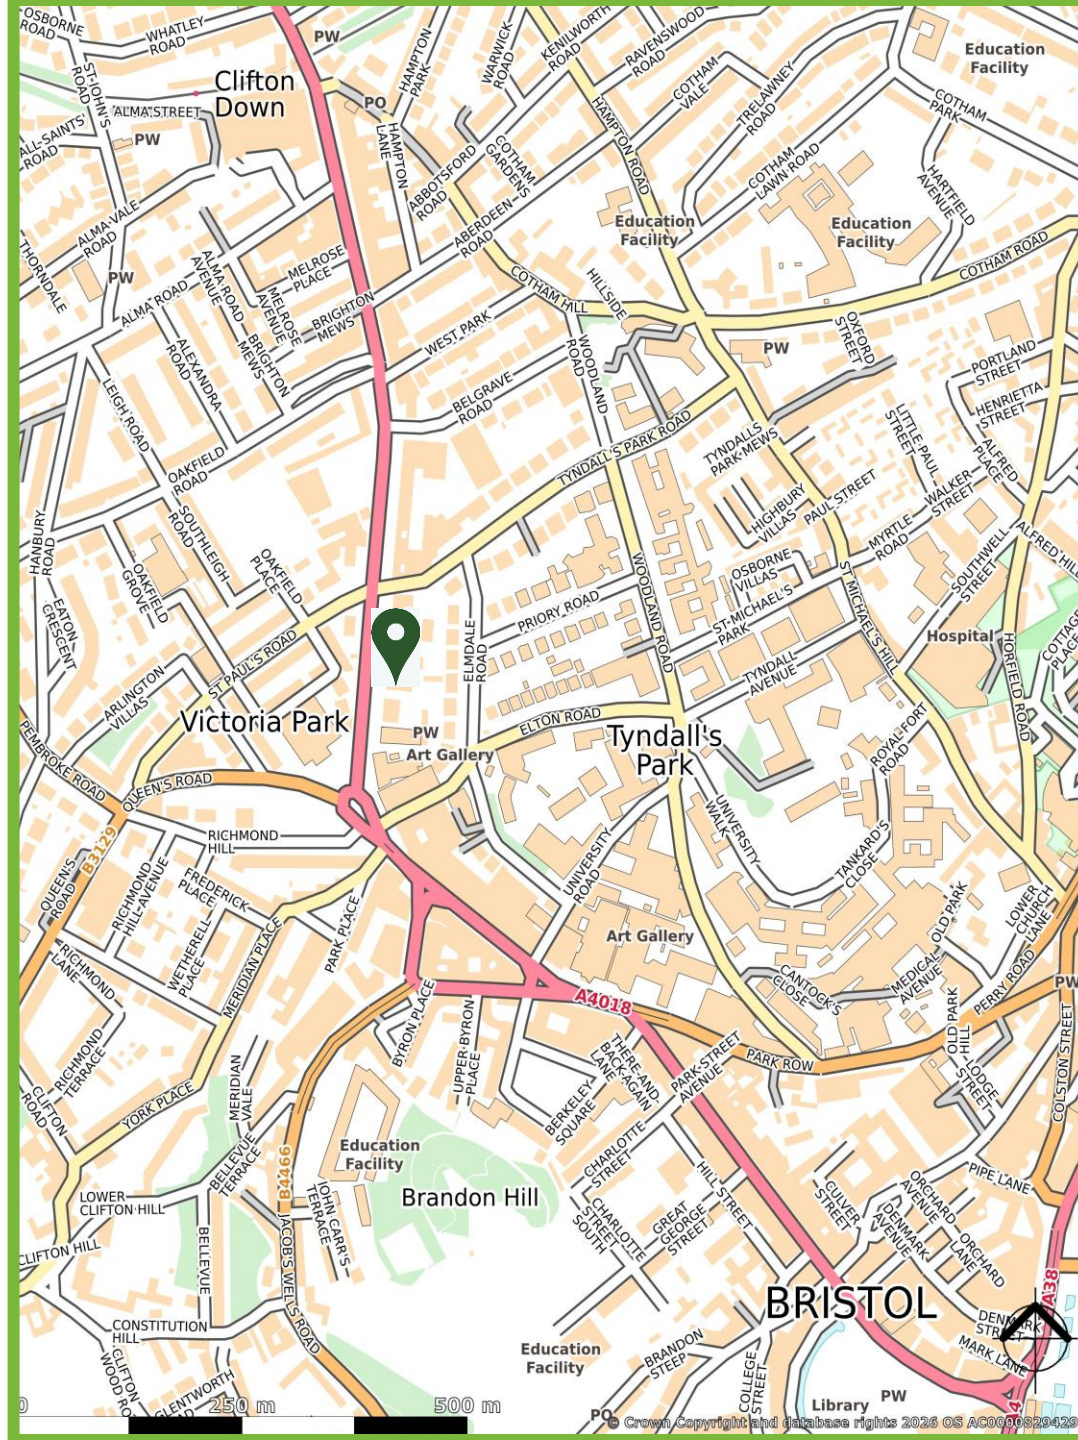 OSBORNE
ROAD
WHATLEY
ROAD
PW
HAMPTON
PARK
WARWICK
ROAD
KENILWORTH
ROAD
RAVENSWOOD
ROAD
Education
Facility
ST-JOHN'S
ROAD
Clifton
Down
PO
COTHAM
VALE
TRELAWNEY
ROAD
COTHAM
PARK
ALMA STREET
PW
ALL-SAINTS'
ROAD
HAMPTON
LANE
ABBOTSFORD
ROAD
COTHAM
GARDENS
HAMPTON ROAD
COTHAM
LAWN ROAD
HARTFIELD
AVENUE
ALMA-VALE
ROAD
ABERDEEN
ROAD
Education
Facility
Education
Facility
THORNDALE
PW
ALMA-ROAD
AVENUE
MELROSE
PLACE
MELROSE
AVENUE
COTHAM ROAD
ALMA ROAD
BRIGHTON
MEWS
COTHAM HILL
HILLSIDE
WEST PARK
WOODLAND
ROAD
OXFORD
STREET
PW
ALEXANDRA
ROAD
BRIGHTON
MEWS
PORTLAND
STREET
LEIGH ROAD
BELGRAVE
ROAD
HENRIETTA
STREET
LITTLE-PAUL
STREET
TYNDALL'S PARK ROAD
TYNDALLS
PARK-MEWS
ALFRED
PLACE
OAKFIELD
ROAD
WALKER
STREET
PAUL STREET
HIGHBURY
VILLAS
HANBURY
ROAD
SOUTHLEIGH
ROAD
MYRTLE
ROAD
ALFRED HILL
OAKFIELD
GROVE
OAKFIELD
PLACE
SOUTHWELL
STREET
OSBORNE
VILLAS
ST-MICHAEL'S
PARK
ST MICHAEL'S HILL
WOODLAND ROAD
PRIORY ROAD
EATON
CRESCENT
ELMDALE
ROAD
Hospital
HORFIELD ROAD
COTTAGE
PLACE
ST PAUL'S ROAD
ARLINGTON
VILLAS
TYNDALL
AVENUE
Victoria Park
PW
Art Gallery
ELTON ROAD
Tyndall's
Park
ROYAL-FORT
ROAD
PEMBROKE ROAD
QUEEN'S ROAD
UNIVERSITY
WALK
RICHMOND
HILL
B3129
TANKARD'S
CLOSE
UNIVERSITY
ROAD
QUEEN'S
ROAD
RICHMOND
HILL-AVENUE
FREDERICK
PLACE
WETHERELL-
PLACE
PARK PLACE
MERIDIAN PLACE
Art Gallery
OLD PARK
LOWER
CHURCH
LANE
RICHMOND
LANE
MEDICAL
AVENUE
CANTOCK'S
CLOSE
PERRY ROAD
PW
A4018
BYRON PLACE
UPPER-BYRON
PLACE
RICHMOND
TERRACE
THERE-AND-
BACK-AGAIN
LANE
PARK-STREET
AVENUE
PARK ROW
OLD PARK
HILL
LODGE
STREET
COLSTON STREET
MERIDIAN
VALE
YORK PLACE
CLIFTON
ROAD
BERKELEY
SQUARE
Education
Facility
BELLEVUE
TERRACE
B4466
CHARLOTTE
STREET
HILL STREET
PIPE LANE
LOWER
CLIFTON HILL
JOHN CARR'S
TERRACE
Brandon Hill
CULVER
STREET
ORCHARD
AVENUE
CHARLOTTE
STREET
SOUTH
GREAT
GEORGE
STREET
DENMARK
AVENUE
ORCHARD
LANE
CLIFTON HILL
BELLEVUE
JACOB'S WELLS ROAD
BRISTOL
A38
CONSTITUTION
HILL
DENMARK
STREET
MARK LANE
CLIFTON
WOOD RO
GLENTWORTH
Education
Facility
BRANDON
STEEP
COLLEGE
STREET
PW
Library
PO
A4
0
250 m
500 m
© Crown Copyright and database rights 2026 OS AC0000829429